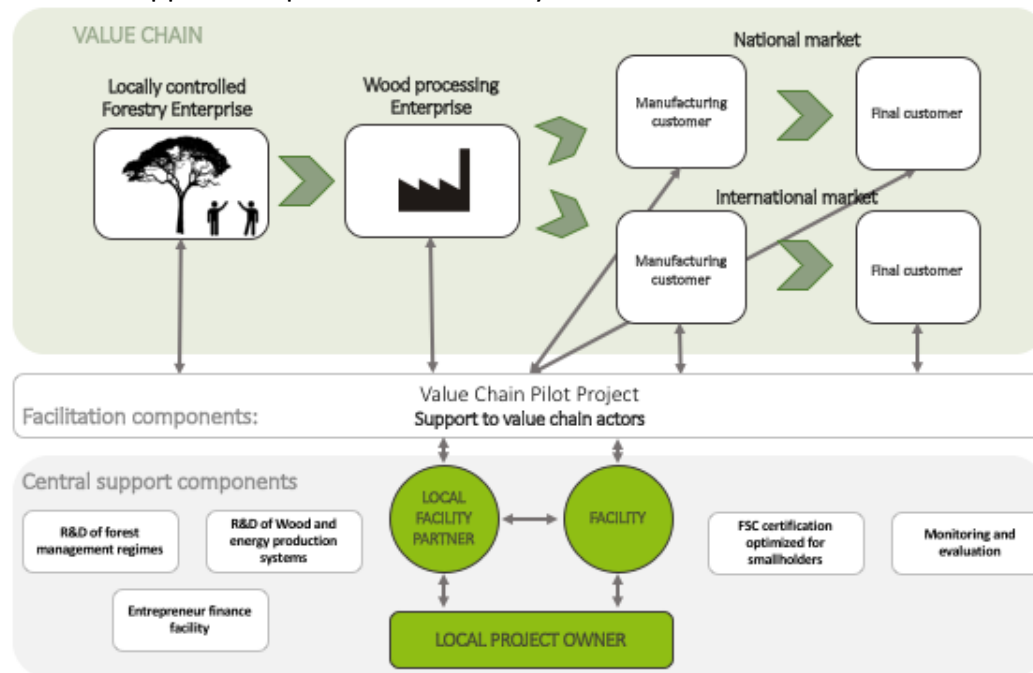 VALUE CHAIN
National market
Locally controlled
Forestry Enterprise
Wood processing
Enterprise
Manufacturing
customer
Final customer
International market
Manufacturing
customer
Final customer
Value Chain Pilot Project
Facilitation components:
Support to value chain actors
Central support components
LOCAL
FACILITY
PARTNER
FACILITY
R&D of forest
management regimes
R&D of Wood and
energy production
systems
FSC certification
optimized for
smallholders
Monitoring and
evaluation
Entrepreneur finance
facility
LOCAL PROJECT OWNER